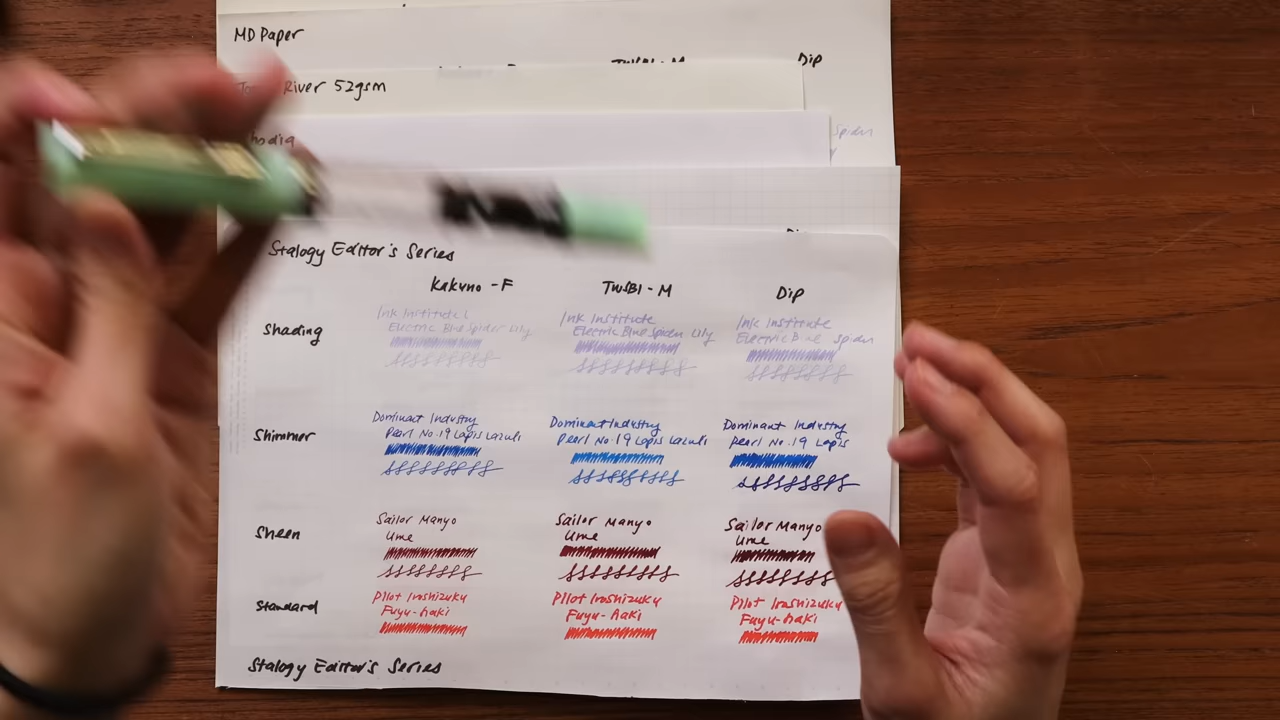 MD Paper
TWSBI-M
Dip
River 52gsm
Spider
Stalogy Editor's Series
Kakuno-F TWSBI-M Dip
Shading
Ink Institute
Electric Blue Spider Lily
Ink Institute
Electric Blue Spider Lily
Ink Institute
Electric Blue Spider
Shimmer
Dominant Industry
Pearl No.19 Lapis Lazuli
Dominant Industry
Pearl No.19 Lapis Lazuli
Dominant Industry
Pearl No.19 Lapis
Sheen
Sailor Manyo
Ume
Sailor Manyo
Ume
Sailor Manyo
Ume
Standard
Pilot Iroshizuku
Fuyu-gaki
Pilot Iroshizuku
Fuyu-gaki
Pilot Iroshizuku
Fuyu-gaki
Stalogy Editor's Series